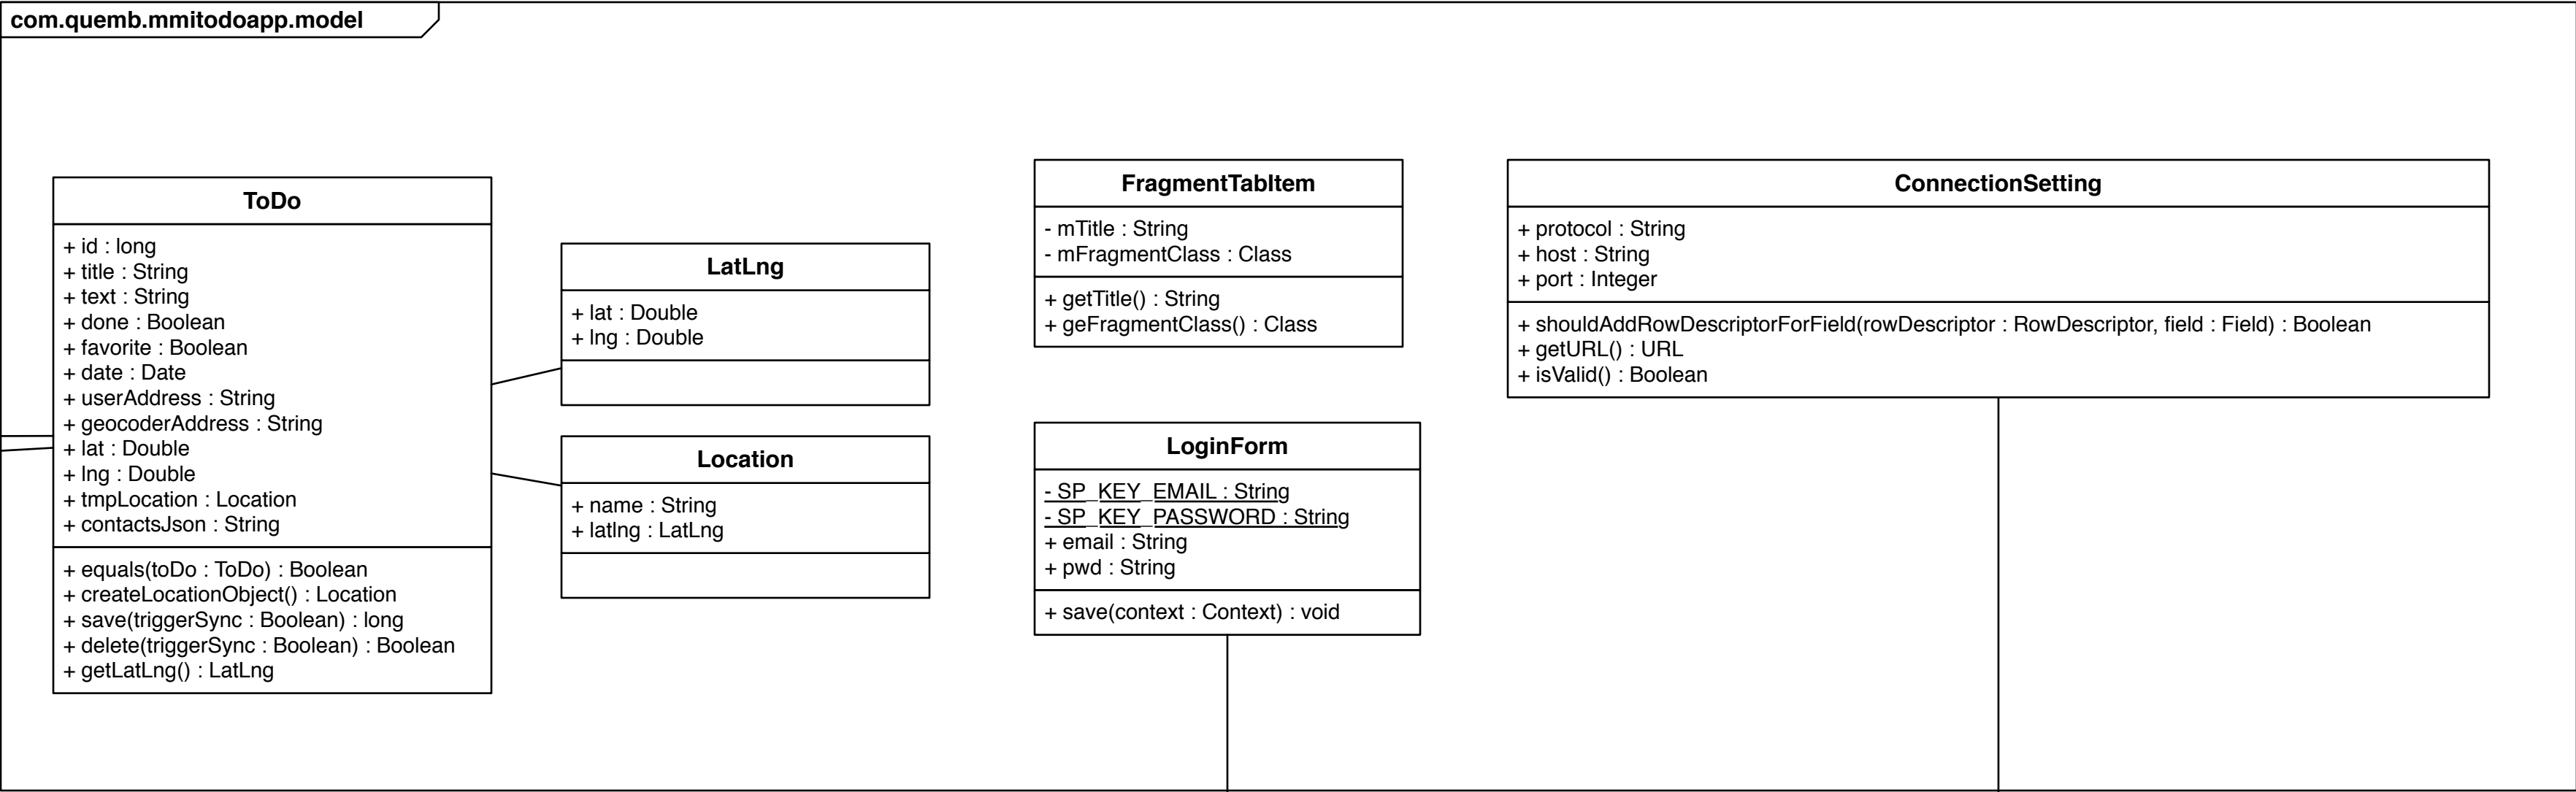 com.quemb.mmitodoapp.model
ToDo
+ id : long
+ title : String
+ text : String
+ done : Boolean
+ favorite : Boolean
+ date : Date
+ userAddress : String
+ geocoderAddress : String
+ lat : Double
+ lng : Double
+ tmpLocation : Location
+ contactsJson : String
+ equals(toDo : ToDo) : Boolean
+ createLocationObject() : Location
+ save(triggerSync : Boolean) : long
+ delete(triggerSync : Boolean) : Boolean
+ getLatLng() : LatLng
LatLng
+ lat : Double
+ lng : Double
Location
+ name : String
+ latlng : LatLng
FragmentTabItem
- mTitle : String
- mFragmentClass : Class
+ getTitle() : String
+ geFragmentClass() : Class
LoginForm
- SP_KEY_EMAIL : String
- SP_KEY_PASSWORD : String
+ email : String
+ pwd : String
+ save(context : Context) : void
ConnectionSetting
+ protocol : String
+ host : String
+ port : Integer
+ shouldAddRowDescriptorForField(rowDescriptor : RowDescriptor, field : Field) : Boolean
+ getURL() : URL
+ isValid() : Boolean